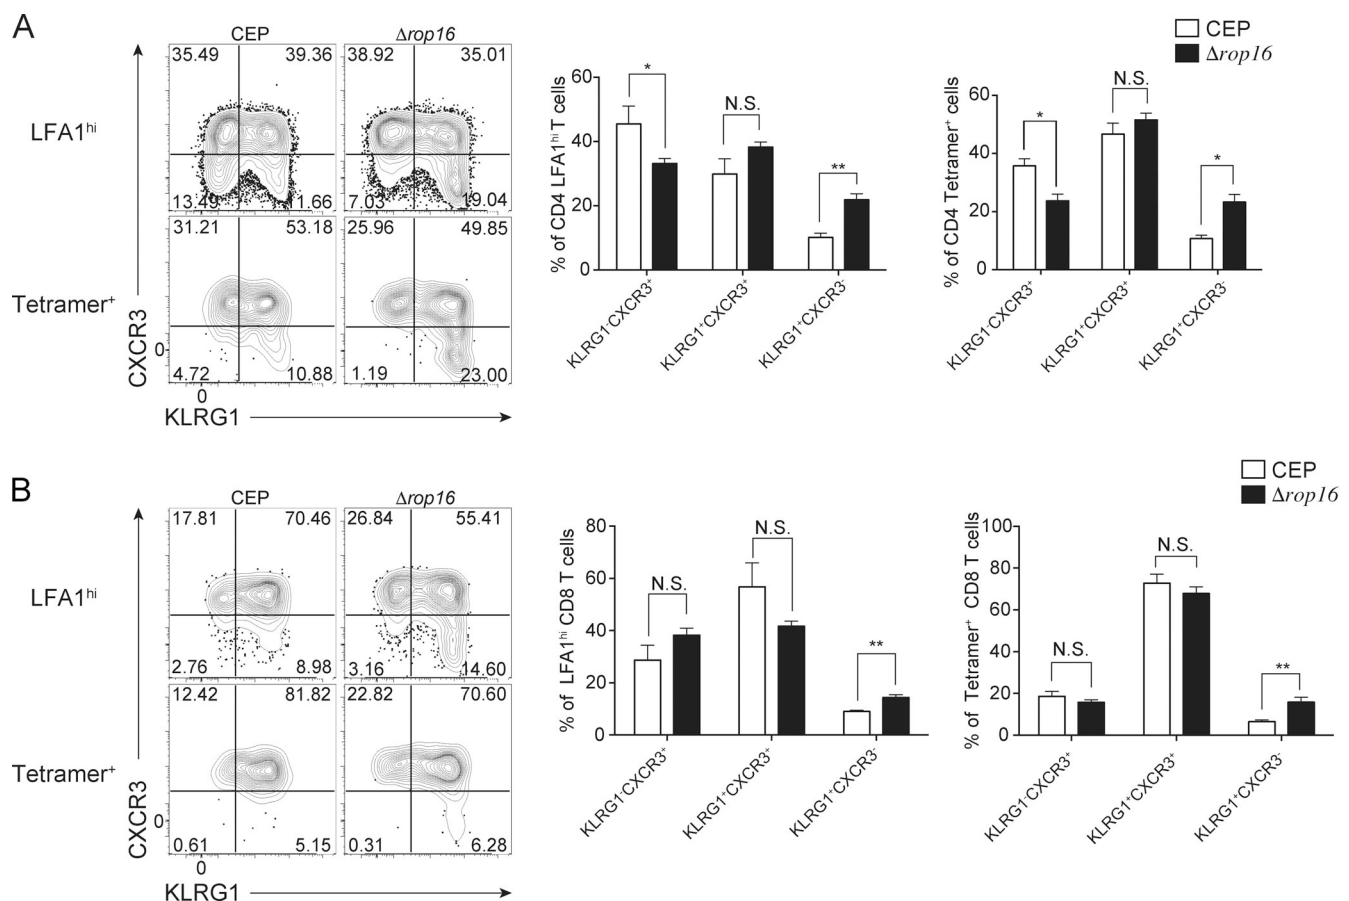 A
CEP
Δrop16
CEP
Δrop16
LFA1hi
35.49 39.36
13.49 1.66
38.92 35.01
7.03 19.04
Tetramer+
31.21 53.18
4.72 10.88
25.96 49.85
1.19 23.00
CXCR3
0
0
KLRG1
% of CD4 LFA1hi T cells
60
40
20
0
*
N.S.
**
KLRG1-CXCR3+
KLRG1+CXCR3+
KLRG1+CXCR3-
% of CD4 Tetramer+ cells
60
40
20
0
*
N.S.
*
KLRG1-CXCR3+
KLRG1+CXCR3+
KLRG1+CXCR3-
B
CEP
Δrop16
CEP
Δrop16
LFA1hi
17.81 70.46
2.76 8.98
26.84 55.41
3.16 14.60
Tetramer+
12.42 81.82
0.61 5.15
22.82 70.60
0.31 6.28
CXCR3
0
0
KLRG1
% of LFA1hi CD8 T cells
80
60
40
20
0
N.S.
N.S.
**
KLRG1-CXCR3+
KLRG1+CXCR3+
KLRG1+CXCR3-
% of Tetramer+ CD8 T cells
100
80
60
40
20
0
N.S.
N.S.
**
KLRG1-CXCR3+
KLRG1+CXCR3+
KLRG1+CXCR3-